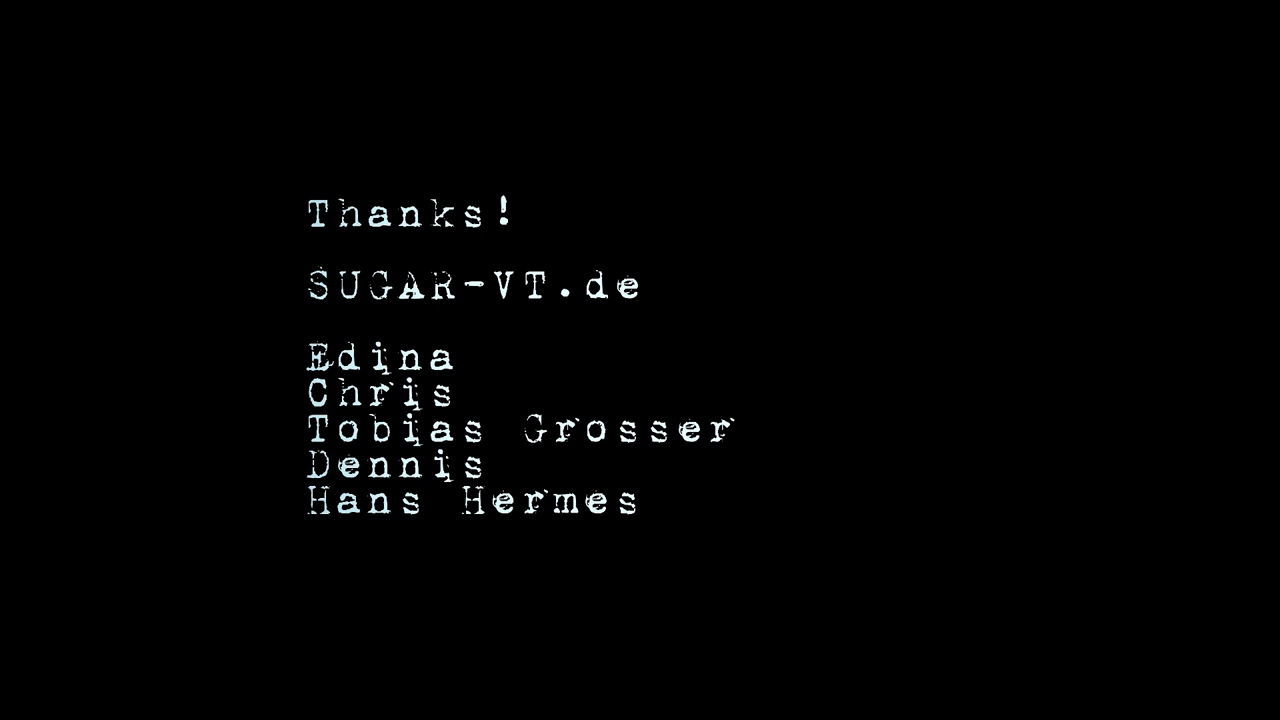 Thanks!
SUGAR-VT.de
Edina
Chris
Tobias Grosser
Dennis
Hans Hermes